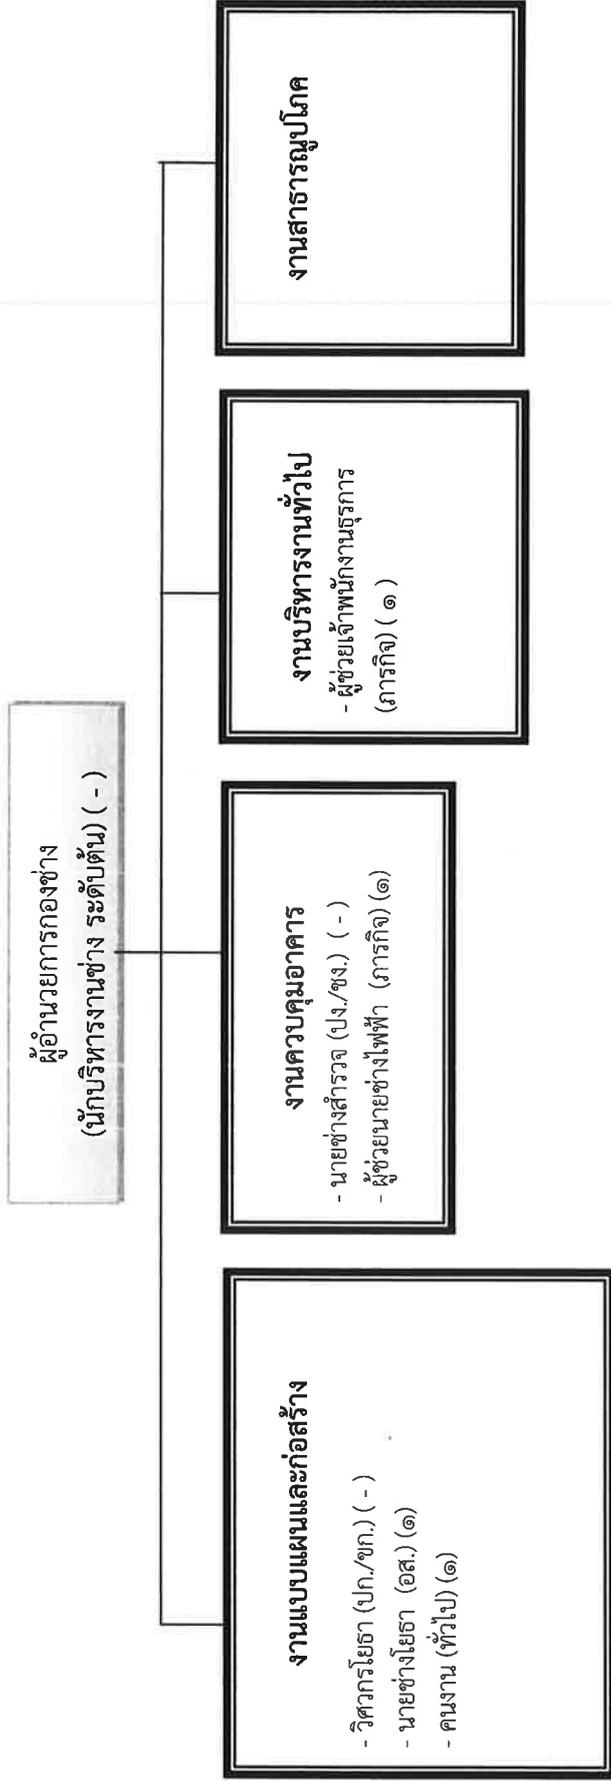 ผู้อำนวยการกองช่าง
(นักบริหารงานช่าง ระดับต้น) ( - )
งานแบบแผนและก่อสร้าง
- วิศวกรโยธา (ปก./ชก.) ( - )
- นายช่างโยธา (อส.) (๑)
- คนงาน (ทั่วไป) (๑)
งานควบคุมอาคาร
- นายช่างสำรวจ (ปง./ชง.) ( - )
- ผู้ช่วยนายช่างไฟฟ้า (ภารกิจ) (๑)
งานบริหารงานทั่วไป
- ผู้ช่วยเจ้าพนักงานธุรการ
(ภารกิจ) ( ๑ )
งานสาธารณูปโภค